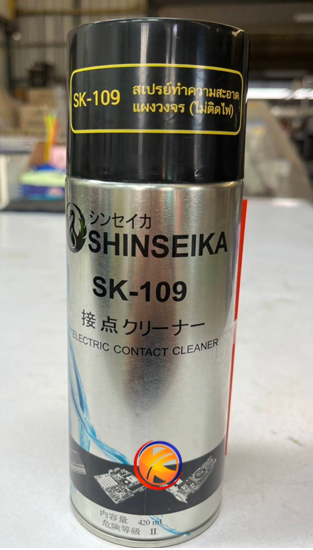 SK-109
สเปรย์ทำความสะอาด
แผงวงจร (ไม่ติดไฟ)
シンセイカ
SHINSEIKA
SK-109
接点クリーナー
ELECTRIC CONTACT CLEANER
内容量 420 ml
危険等級 II